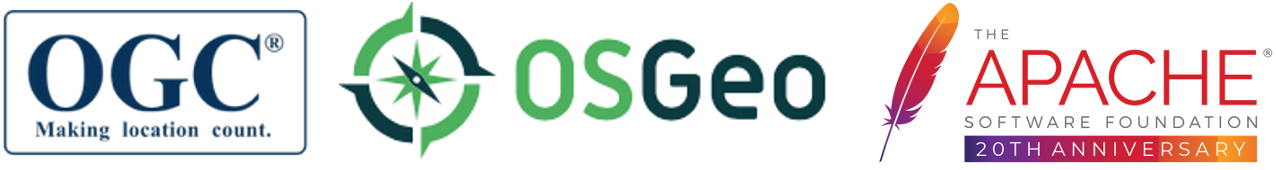 OGC®
Making location count.
OSGeo
THE
APACHE®
SOFTWARE FOUNDATION
20TH ANNIVERSARY